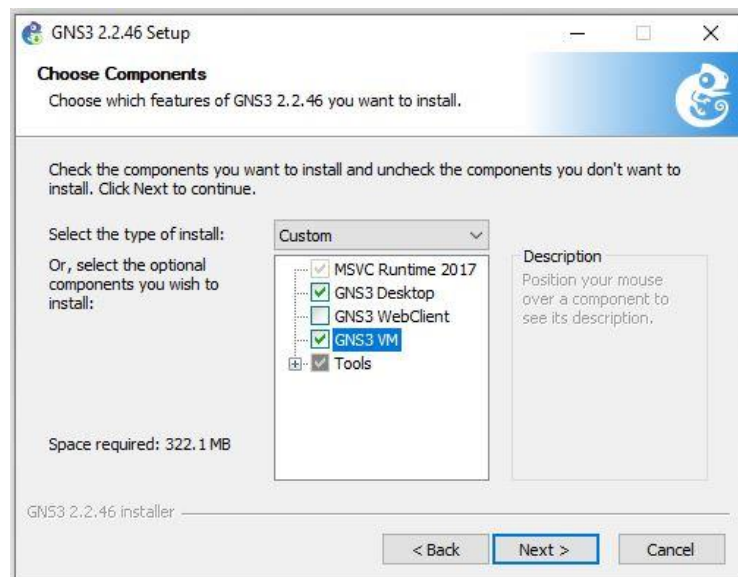 GNS3 2.2.46 Setup
Choose Components
Choose which features of GNS3 2.2.46 you want to install.
Check the components you want to install and uncheck the components you don't want to
install. Click Next to continue.
Select the type of install:
Custom
Or, select the optional
components you wish to
install:
MSVC Runtime 2017
GNS3 Desktop
GNS3 WebClient
GNS3 VM
Tools
Description
Position your mouse
over a component to
see its description.
Space required: 322.1 MB
GNS3 2.2.46 installer
< Back
Next >
Cancel